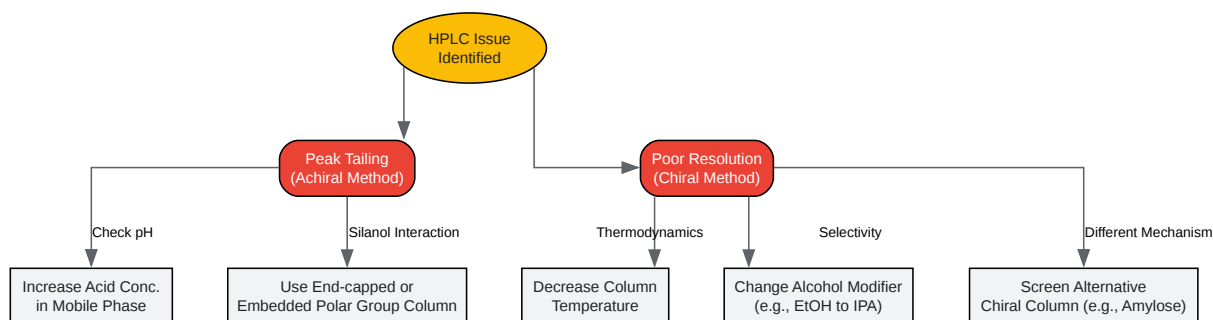 HPLC Issue
Identified
Peak Tailing
(Achiral Method)
Poor Resolution
(Chiral Method)
Check pH
Silanol Interaction
Thermodynamics
Selectivity
Different Mechanism
Increase Acid Conc.
in Mobile Phase
Use End-capped or
Embedded Polar Group Column
Decrease Column
Temperature
Change Alcohol Modifier
(e.g., EtOH to IPA)
Screen Alternative
Chiral Column (e.g., Amylose)